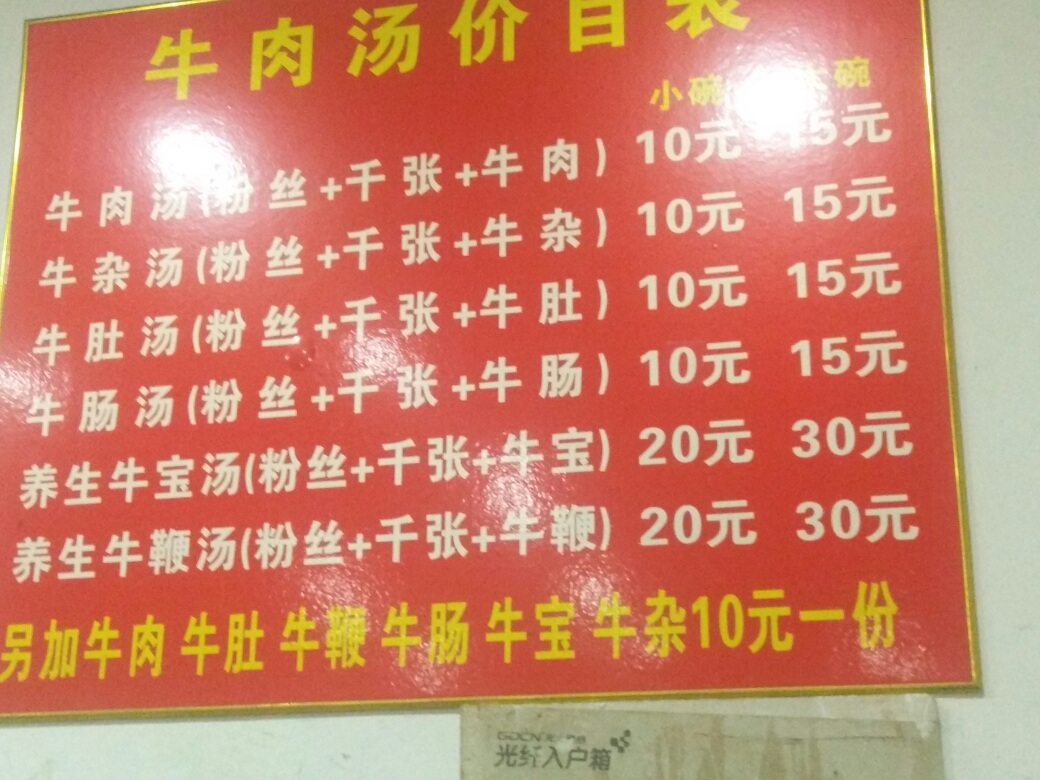 牛肉汤价目表
小碗 大碗
牛肉汤(粉丝+千张+牛肉) 10元 15元
牛杂汤(粉丝+千张+牛杂) 10元 15元
牛肚汤(粉丝+千张+牛肚) 10元 15元
牛肠汤(粉丝+千张+牛肠) 10元 15元
养生牛宝汤(粉丝+千张+牛宝) 20元 30元
养生牛鞭汤(粉丝+千张+牛鞭) 20元 30元
另加牛肉 牛肚 牛鞭 牛肠 牛宝 牛杂10元一份
光纤入户箱